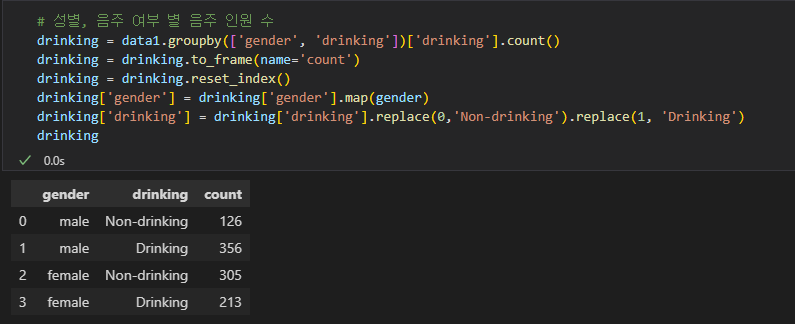 # 성별, 음주 여부 별 음주 인원 수
drinking = data1.groupby(['gender', 'drinking'])['drinking'].count()
drinking = drinking.to_frame(name='count')
drinking = drinking.reset_index()
drinking['gender'] = drinking['gender'].map(gender)
drinking['drinking'] = drinking['drinking'].replace(0,'Non-drinking').replace(1, 'Drinking')
drinking
✓ 0.0s
gender drinking count
0 male Non-drinking 126
1 male Drinking 356
2 female Non-drinking 305
3 female Drinking 213